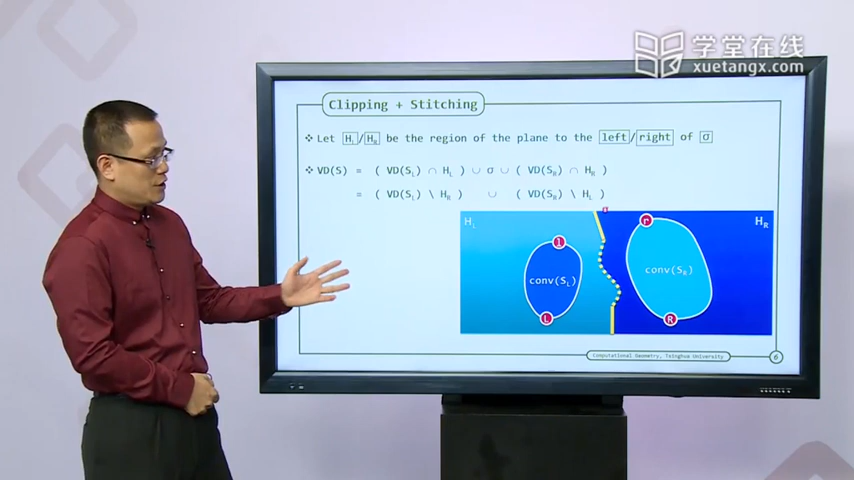 学堂在线
xuetangx.com
Clipping + Stitching
❖ Let H_L/H_R be the region of the plane to the left/right of σ
❖ VD(S) = ( VD(S_L) ∩ H_L ) ∪ σ ∪ ( VD(S_R) ∩ H_R )
= ( VD(S_L) \ H_R ) ∪ ( VD(S_R) \ H_L )
H_L
σ
r
H_R
l
conv(S_L)
conv(S_R)
L
R
Computational Geometry, Tsinghua University
6